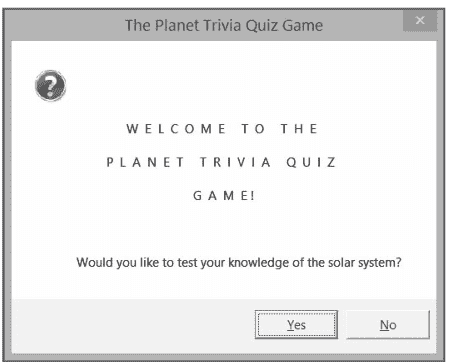 The Planet Trivia Quiz Game
W E L C O M E T O T H E
P L A N E T T R I V I A Q U I Z
G A M E!
Would you like to test your knowledge of the solar system?
Yes
No